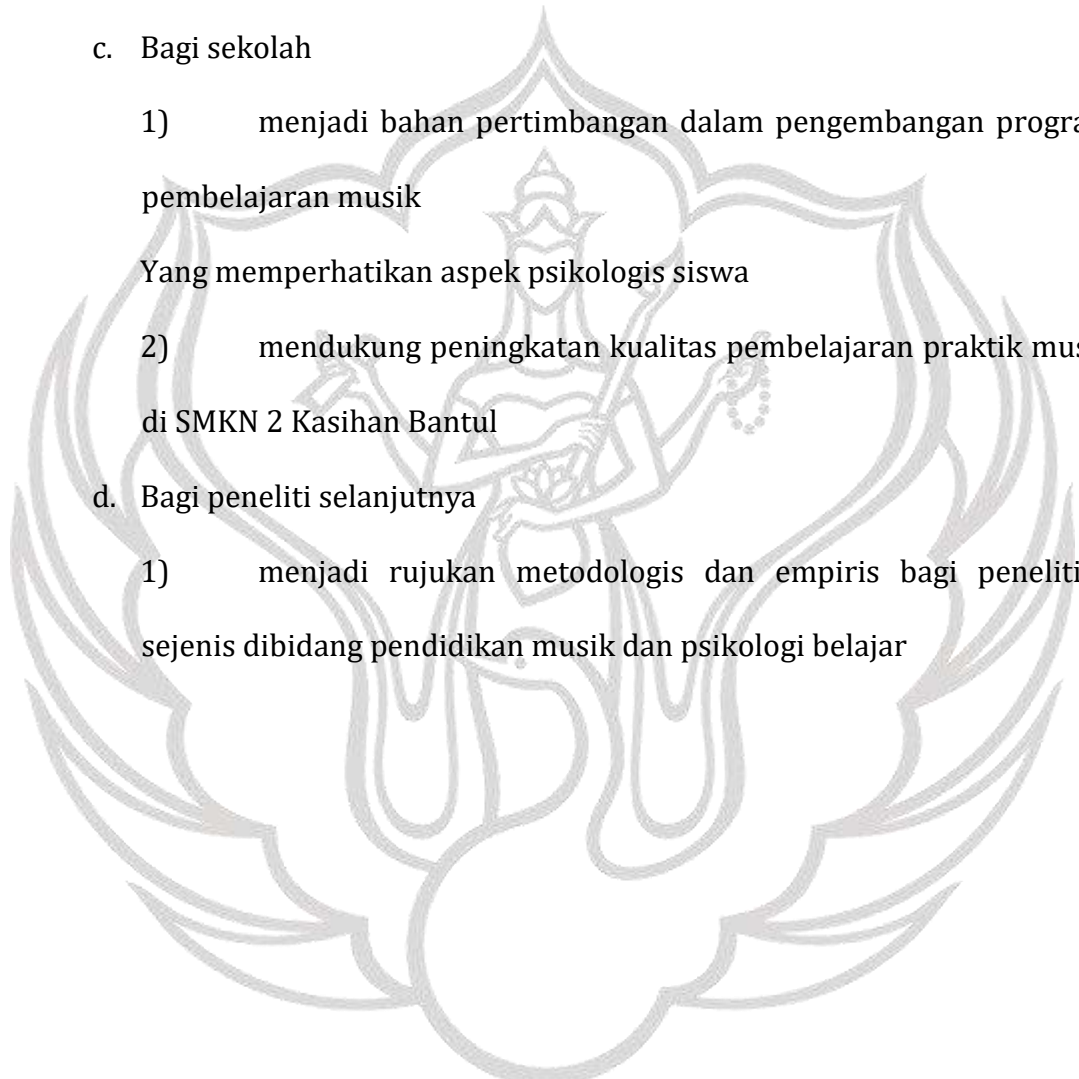 c. Bagi sekolah
1) menjadi bahan pertimbangan dalam pengembangan progra
pembelajaran musik
Yang memperhatikan aspek psikologis siswa
2) mendukung peningkatan kualitas pembelajaran praktik mus
di SMKN 2 Kasihan Bantul
d. Bagi peneliti selanjutnya
1) menjadi rujukan metodologis dan empiris bagi peneliti
sejenis dibidang pendidikan musik dan psikologi belajar